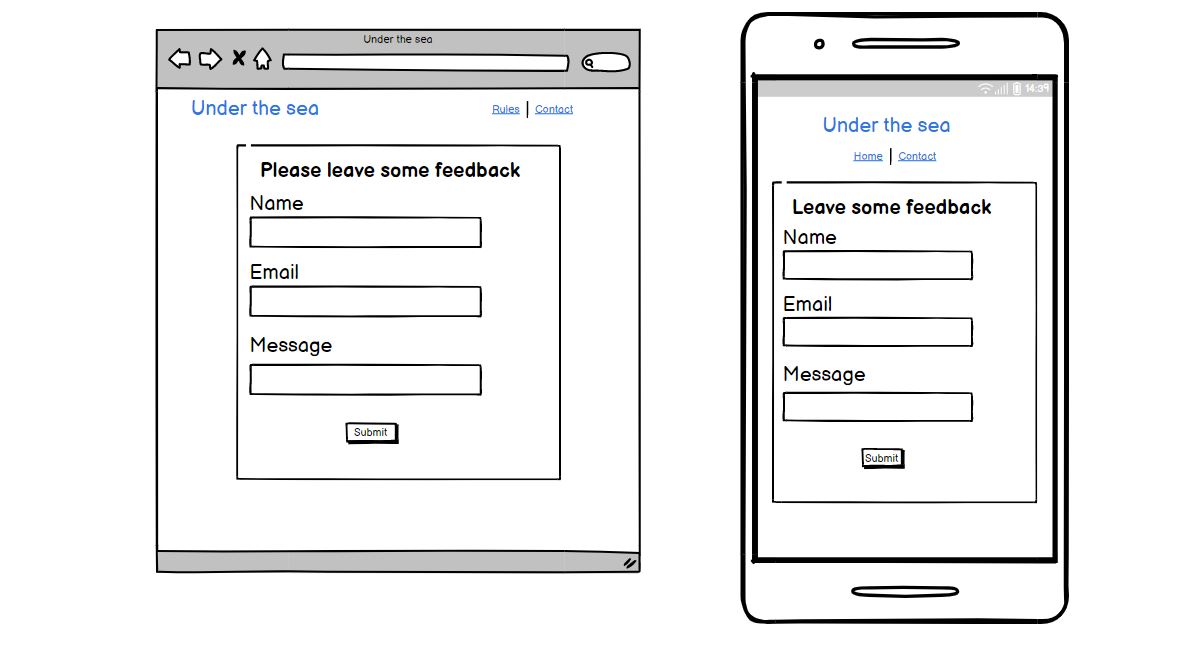 Under the sea
Under the sea
Rules | Contact
Please leave some feedback
Name
Email
Message
Submit
14:39
Under the sea
Home | Contact
Leave some feedback
Name
Email
Message
Submit